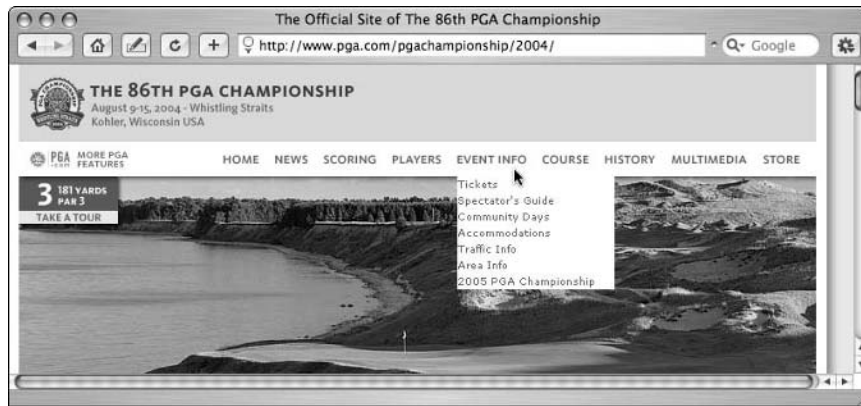 The Official Site of The 86th PGA Championship
http://www.pga.com/pgachampionship/2004/
Google
THE 86TH PGA CHAMPIONSHIP
August 9-15, 2004 - Whistling Straits
Kohler, Wisconsin USA
PGA .com MORE PGA FEATURES
HOME NEWS SCORING PLAYERS EVENT INFO COURSE HISTORY MULTIMEDIA STORE
3 181 YARDS PAR 3
TAKE A TOUR
Tickets
Spectator's Guide
Community Days
Accommodations
Traffic Info
Area Info
2005 PGA Championship